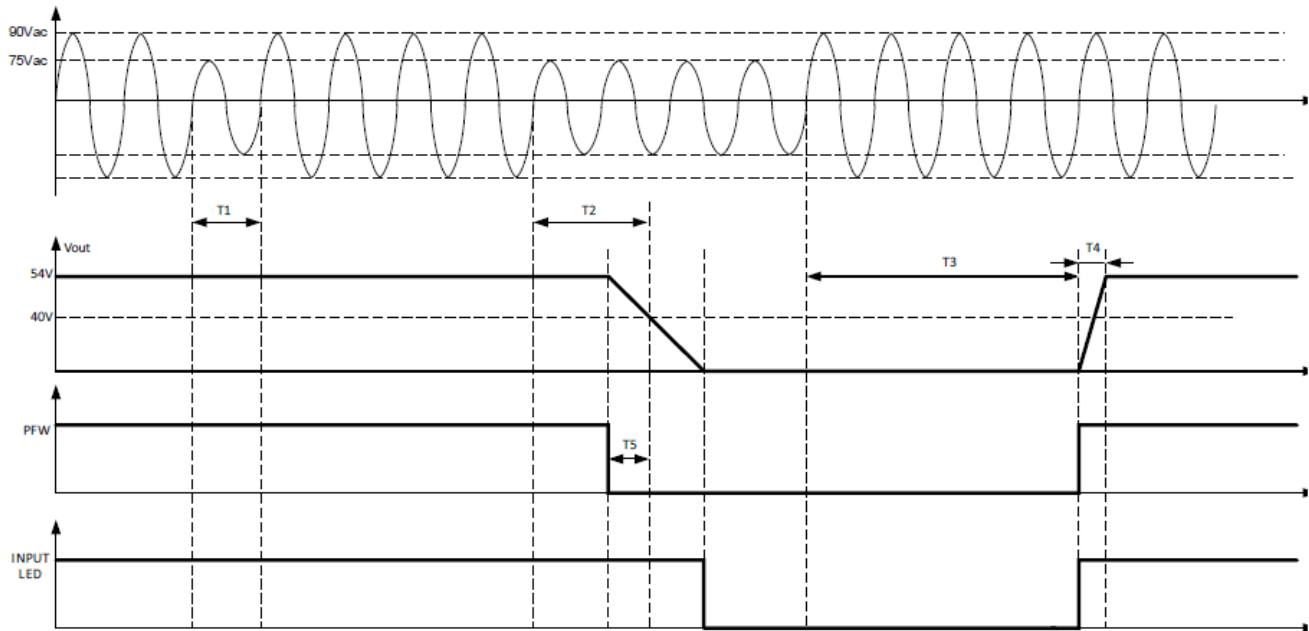 90Vac
75Vac
T1
T2
Vout
54V
T4
T3
40V
PFW
T5
INPUT
LED